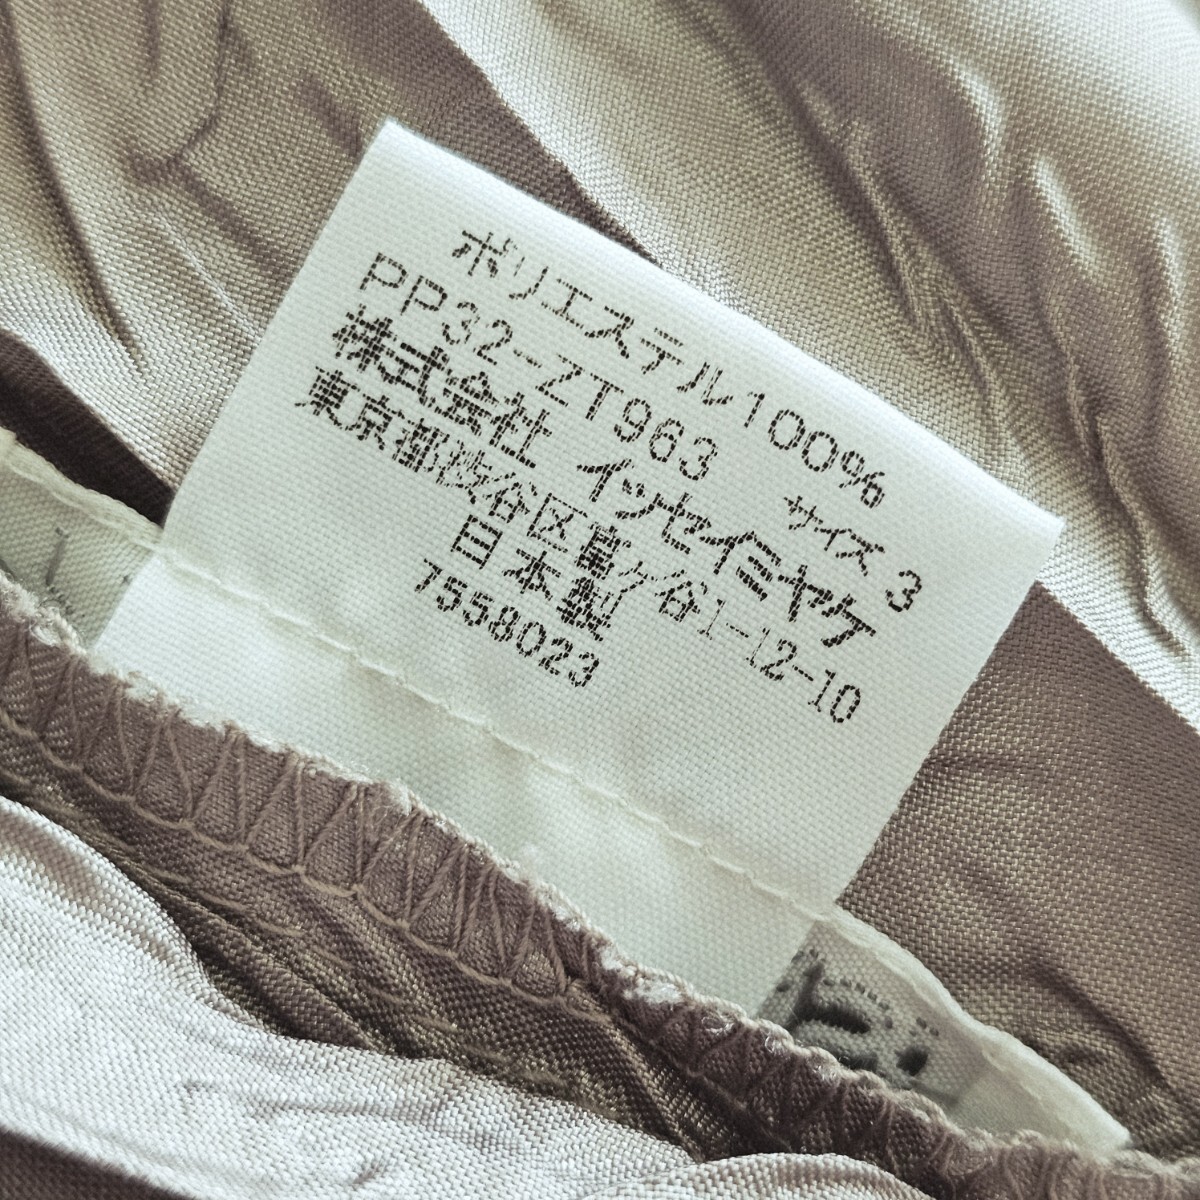 ポリエステル100%
PP32-ZT963 サイズ 3
株式会社 イッセイミヤケ
東京都渋谷区鶯ケ谷1-12-10
日本製
7558023